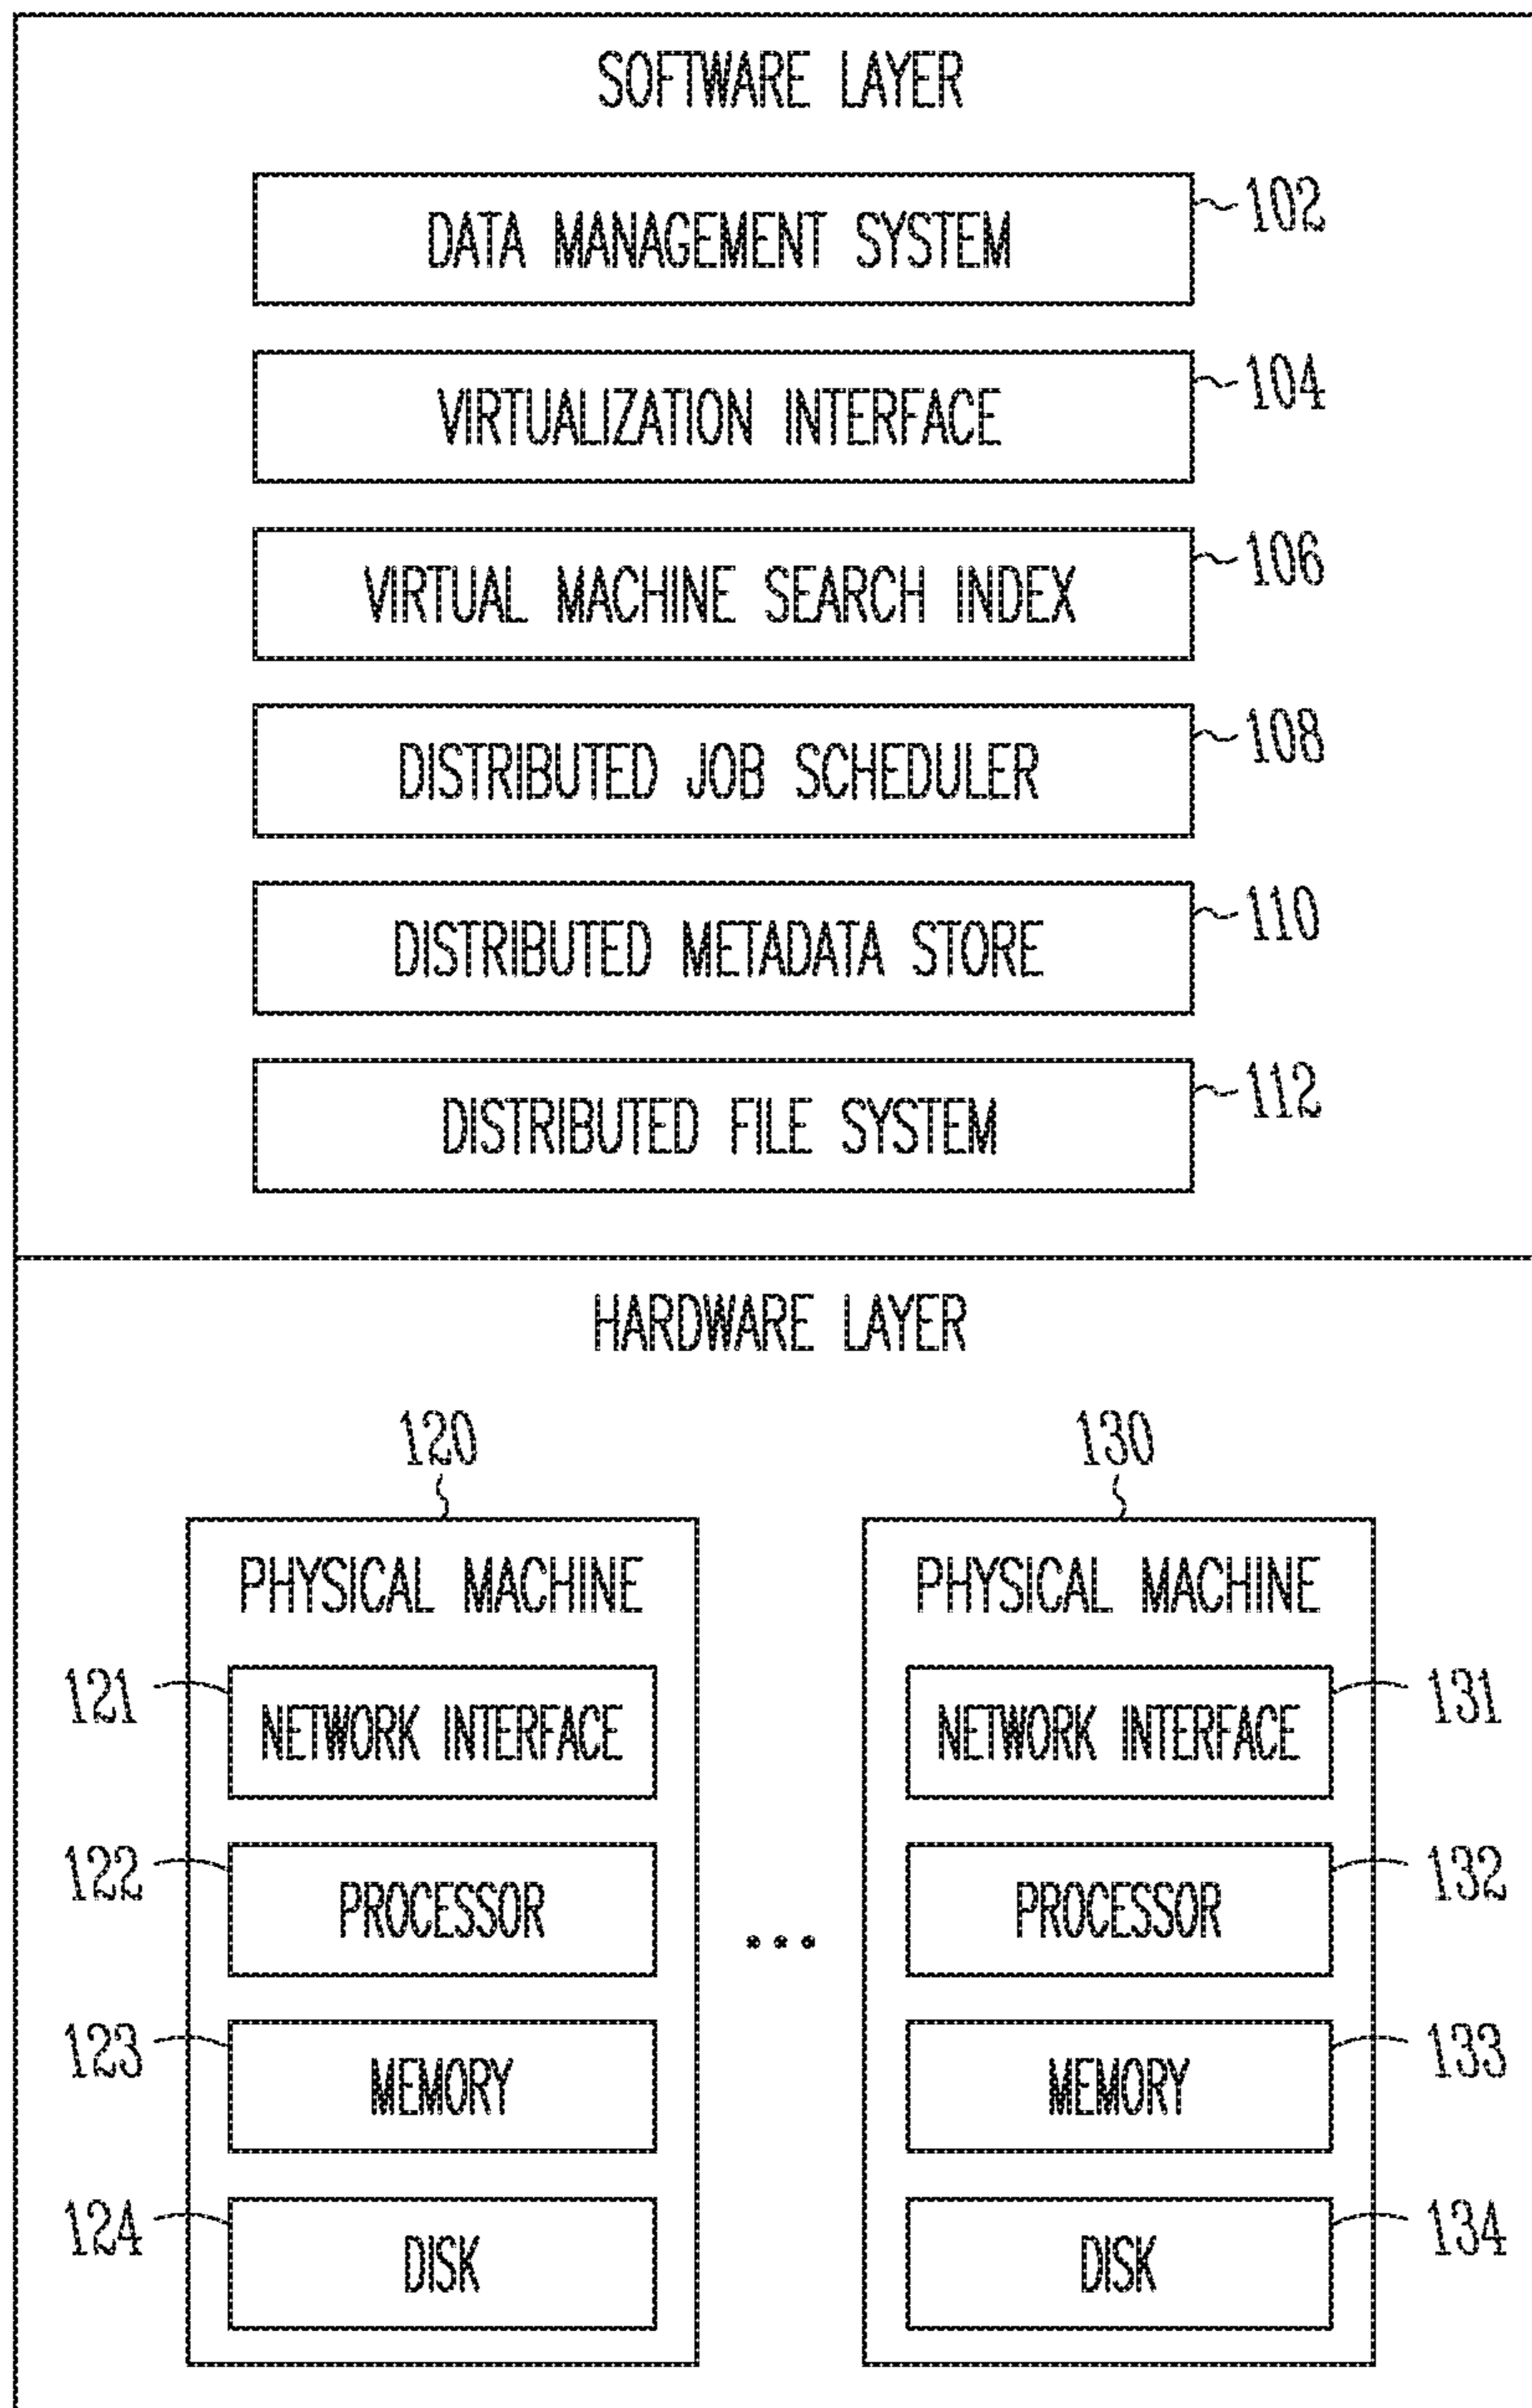 SOFTWARE LAYER
DATA MANAGEMENT SYSTEM
102
VIRTUALIZATION INTERFACE
104
VIRTUAL MACHINE SEARCH INDEX
106
DISTRIBUTED JOB SCHEDULER
108
DISTRIBUTED METADATA STORE
110
DISTRIBUTED FILE SYSTEM
112
HARDWARE LAYER
120
PHYSICAL MACHINE
121
NETWORK INTERFACE
122
PROCESSOR
123
MEMORY
124
DISK
...
130
PHYSICAL MACHINE
NETWORK INTERFACE
131
PROCESSOR
132
MEMORY
133
DISK
134